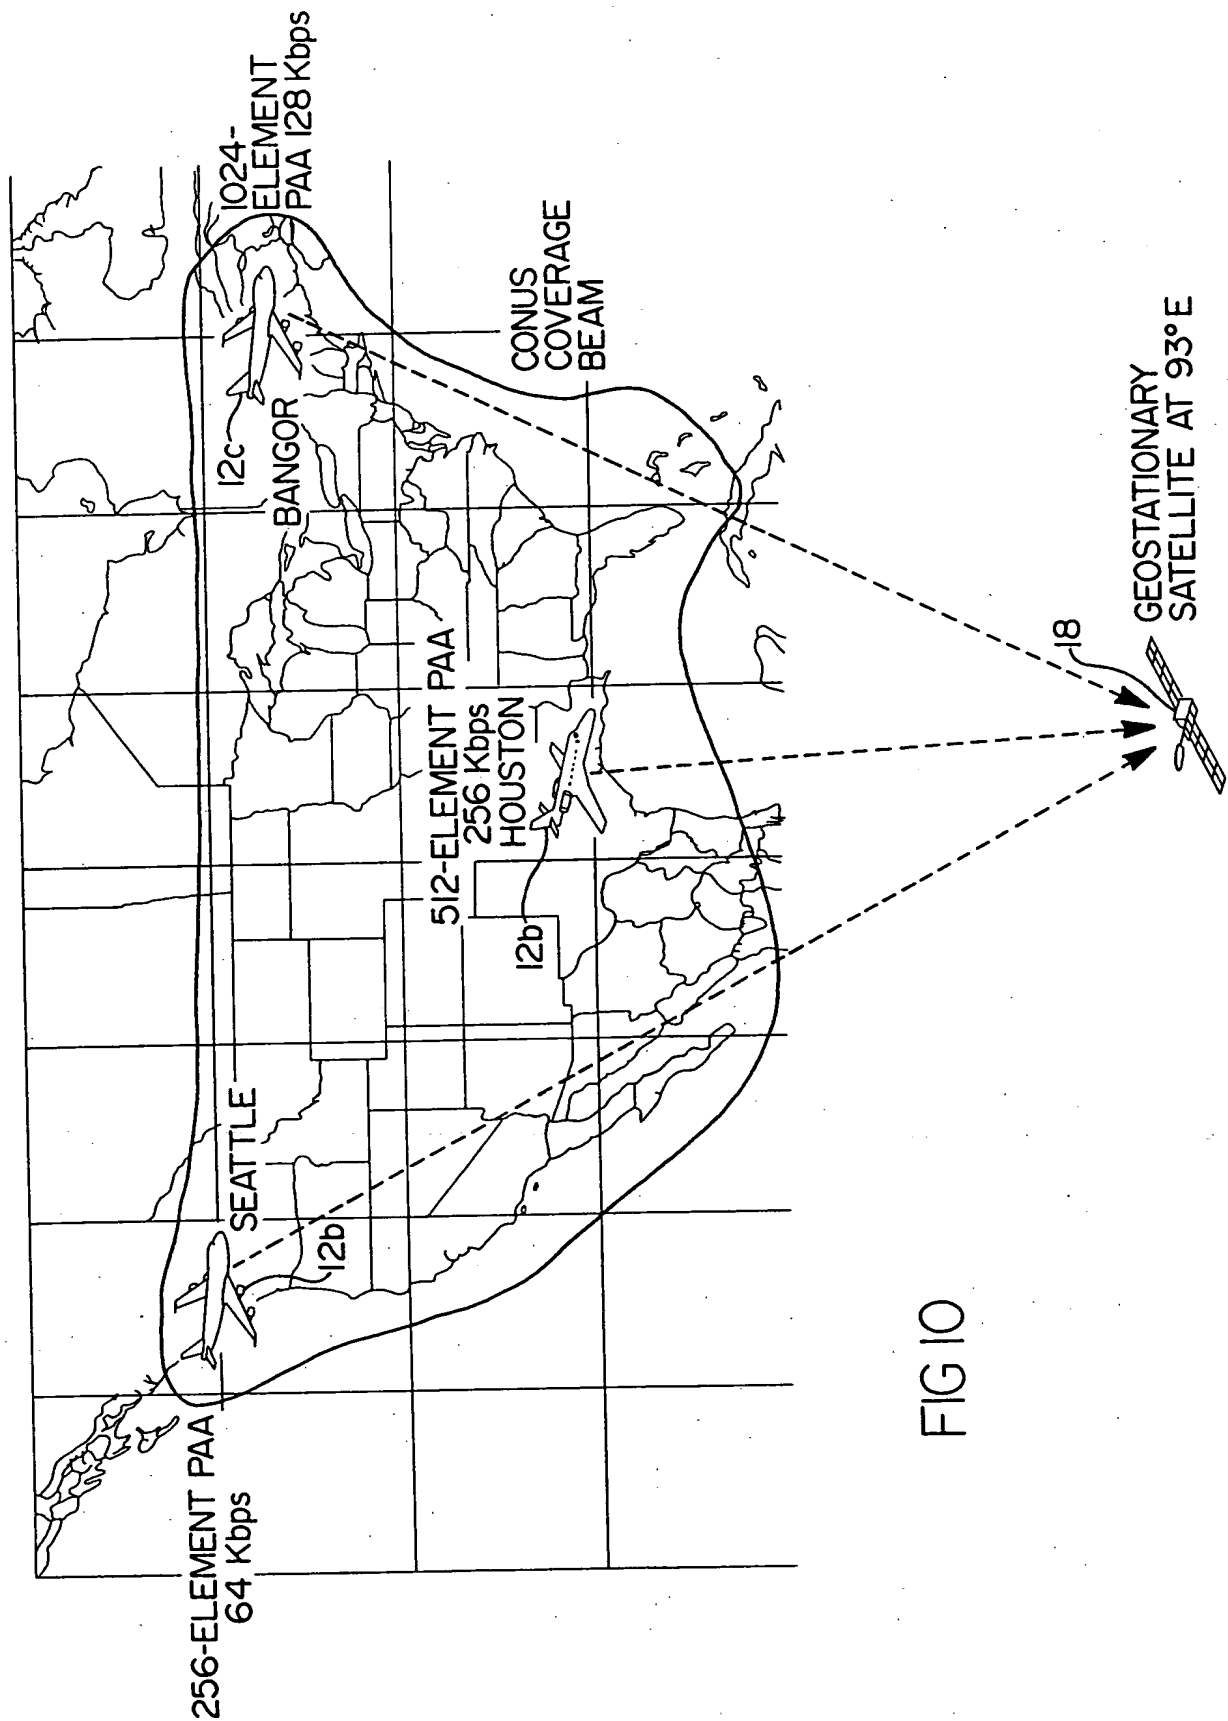 256-ELEMENT PAA
64 Kbps
12b
SEATTLE
512-ELEMENT PAA
256 Kbps
HOUSTON
12b
12c
BANGOR
1024-
ELEMENT
PAA 128 Kbps
CONUS
COVERAGE
BEAM
18
GEOSTATIONARY
SATELLITE AT 93°E
FIG 10